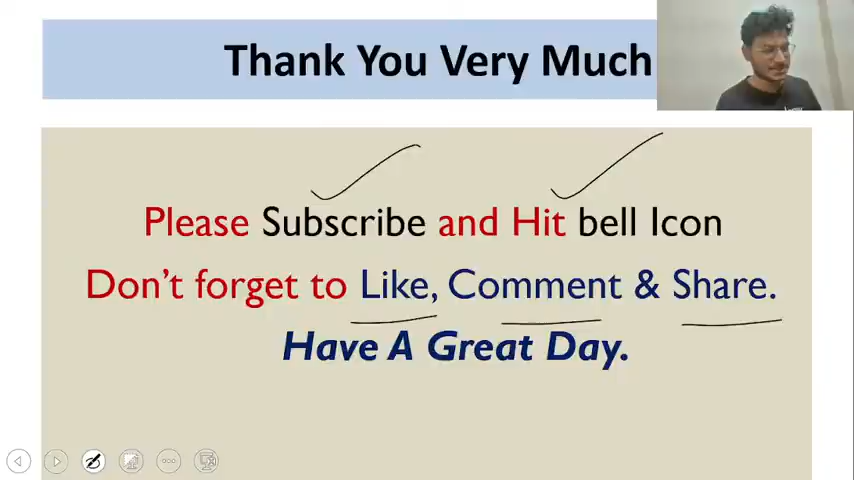 Thank You Very Much
Please Subscribe and Hit bell Icon
Don't forget to Like, Comment & Share.
Have A Great Day.